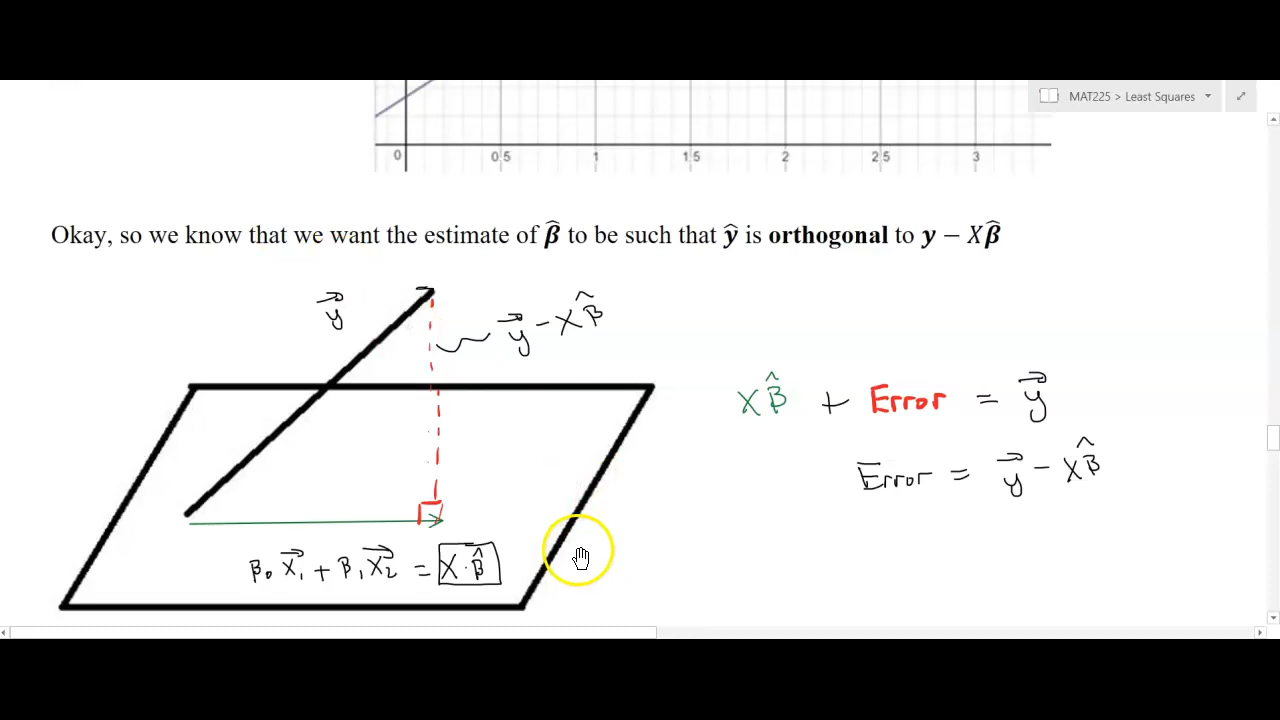 MAT225 > Least Squares
0 0.5 1 1.5 2 2.5 3
Okay, so we know that we want the estimate of β̂ to be such that ŷ is orthogonal to y − Xβ̂
y⃗
y⃗ − Xβ̂
Xβ̂ + Error = y⃗
Error = y⃗ − Xβ̂
β₀x⃗₁ + β₁x⃗₂ = X·β̂